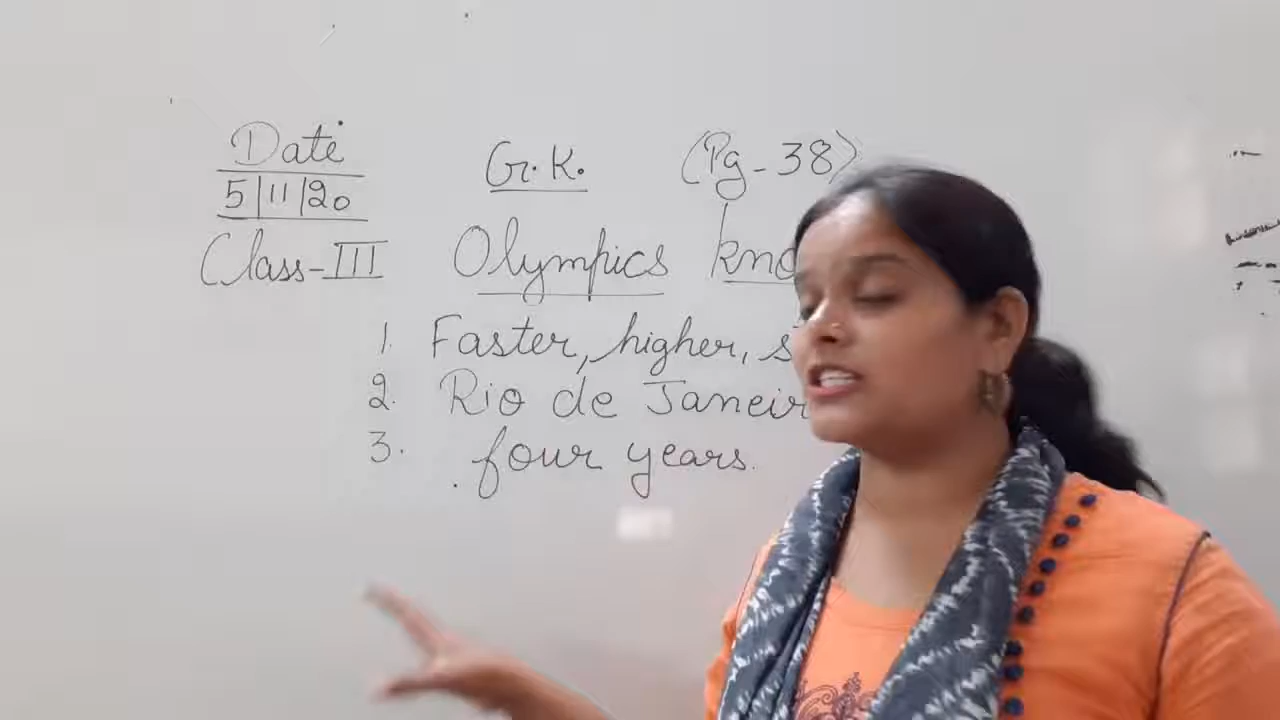 Date G.K. (Pg-38)
5/11/20
Class-III Olympics
1. Faster, higher,
2. Rio de
3. four years.